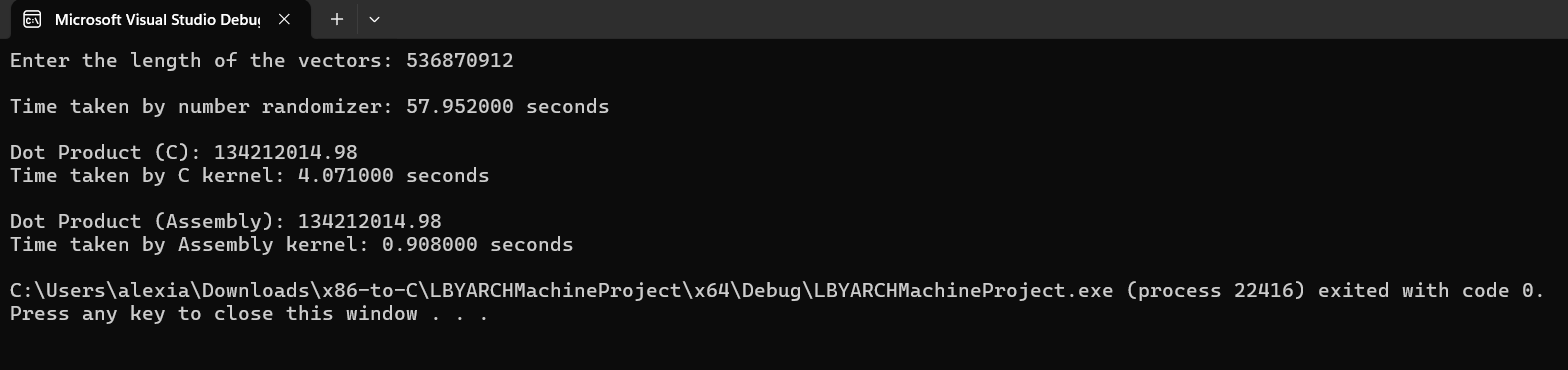 Microsoft Visual Studio Debug
Enter the length of the vectors: 536870912
Time taken by number randomizer: 57.952000 seconds
Dot Product (C): 134212014.98
Time taken by C kernel: 4.071000 seconds
Dot Product (Assembly): 134212014.98
Time taken by Assembly kernel: 0.908000 seconds
C:\Users\alexia\Downloads\x86-to-C\LBYARCHMachineProject\x64\Debug\LBYARCHMachineProject.exe (process 22416) exited with code 0.
Press any key to close this window . . .